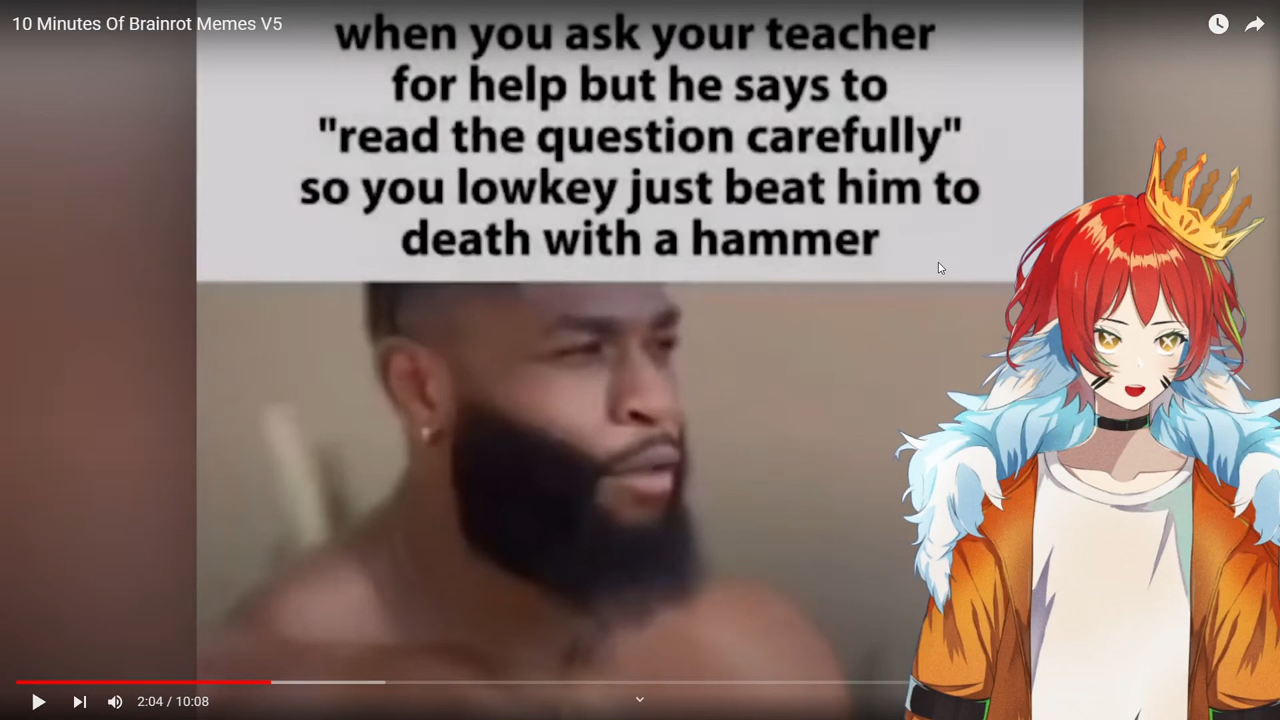 10 Minutes Of Brainrot Memes V5
when you ask your teacher
for help but he says to
"read the question carefully"
so you lowkey just beat him to
death with a hammer
2:04 / 10:08